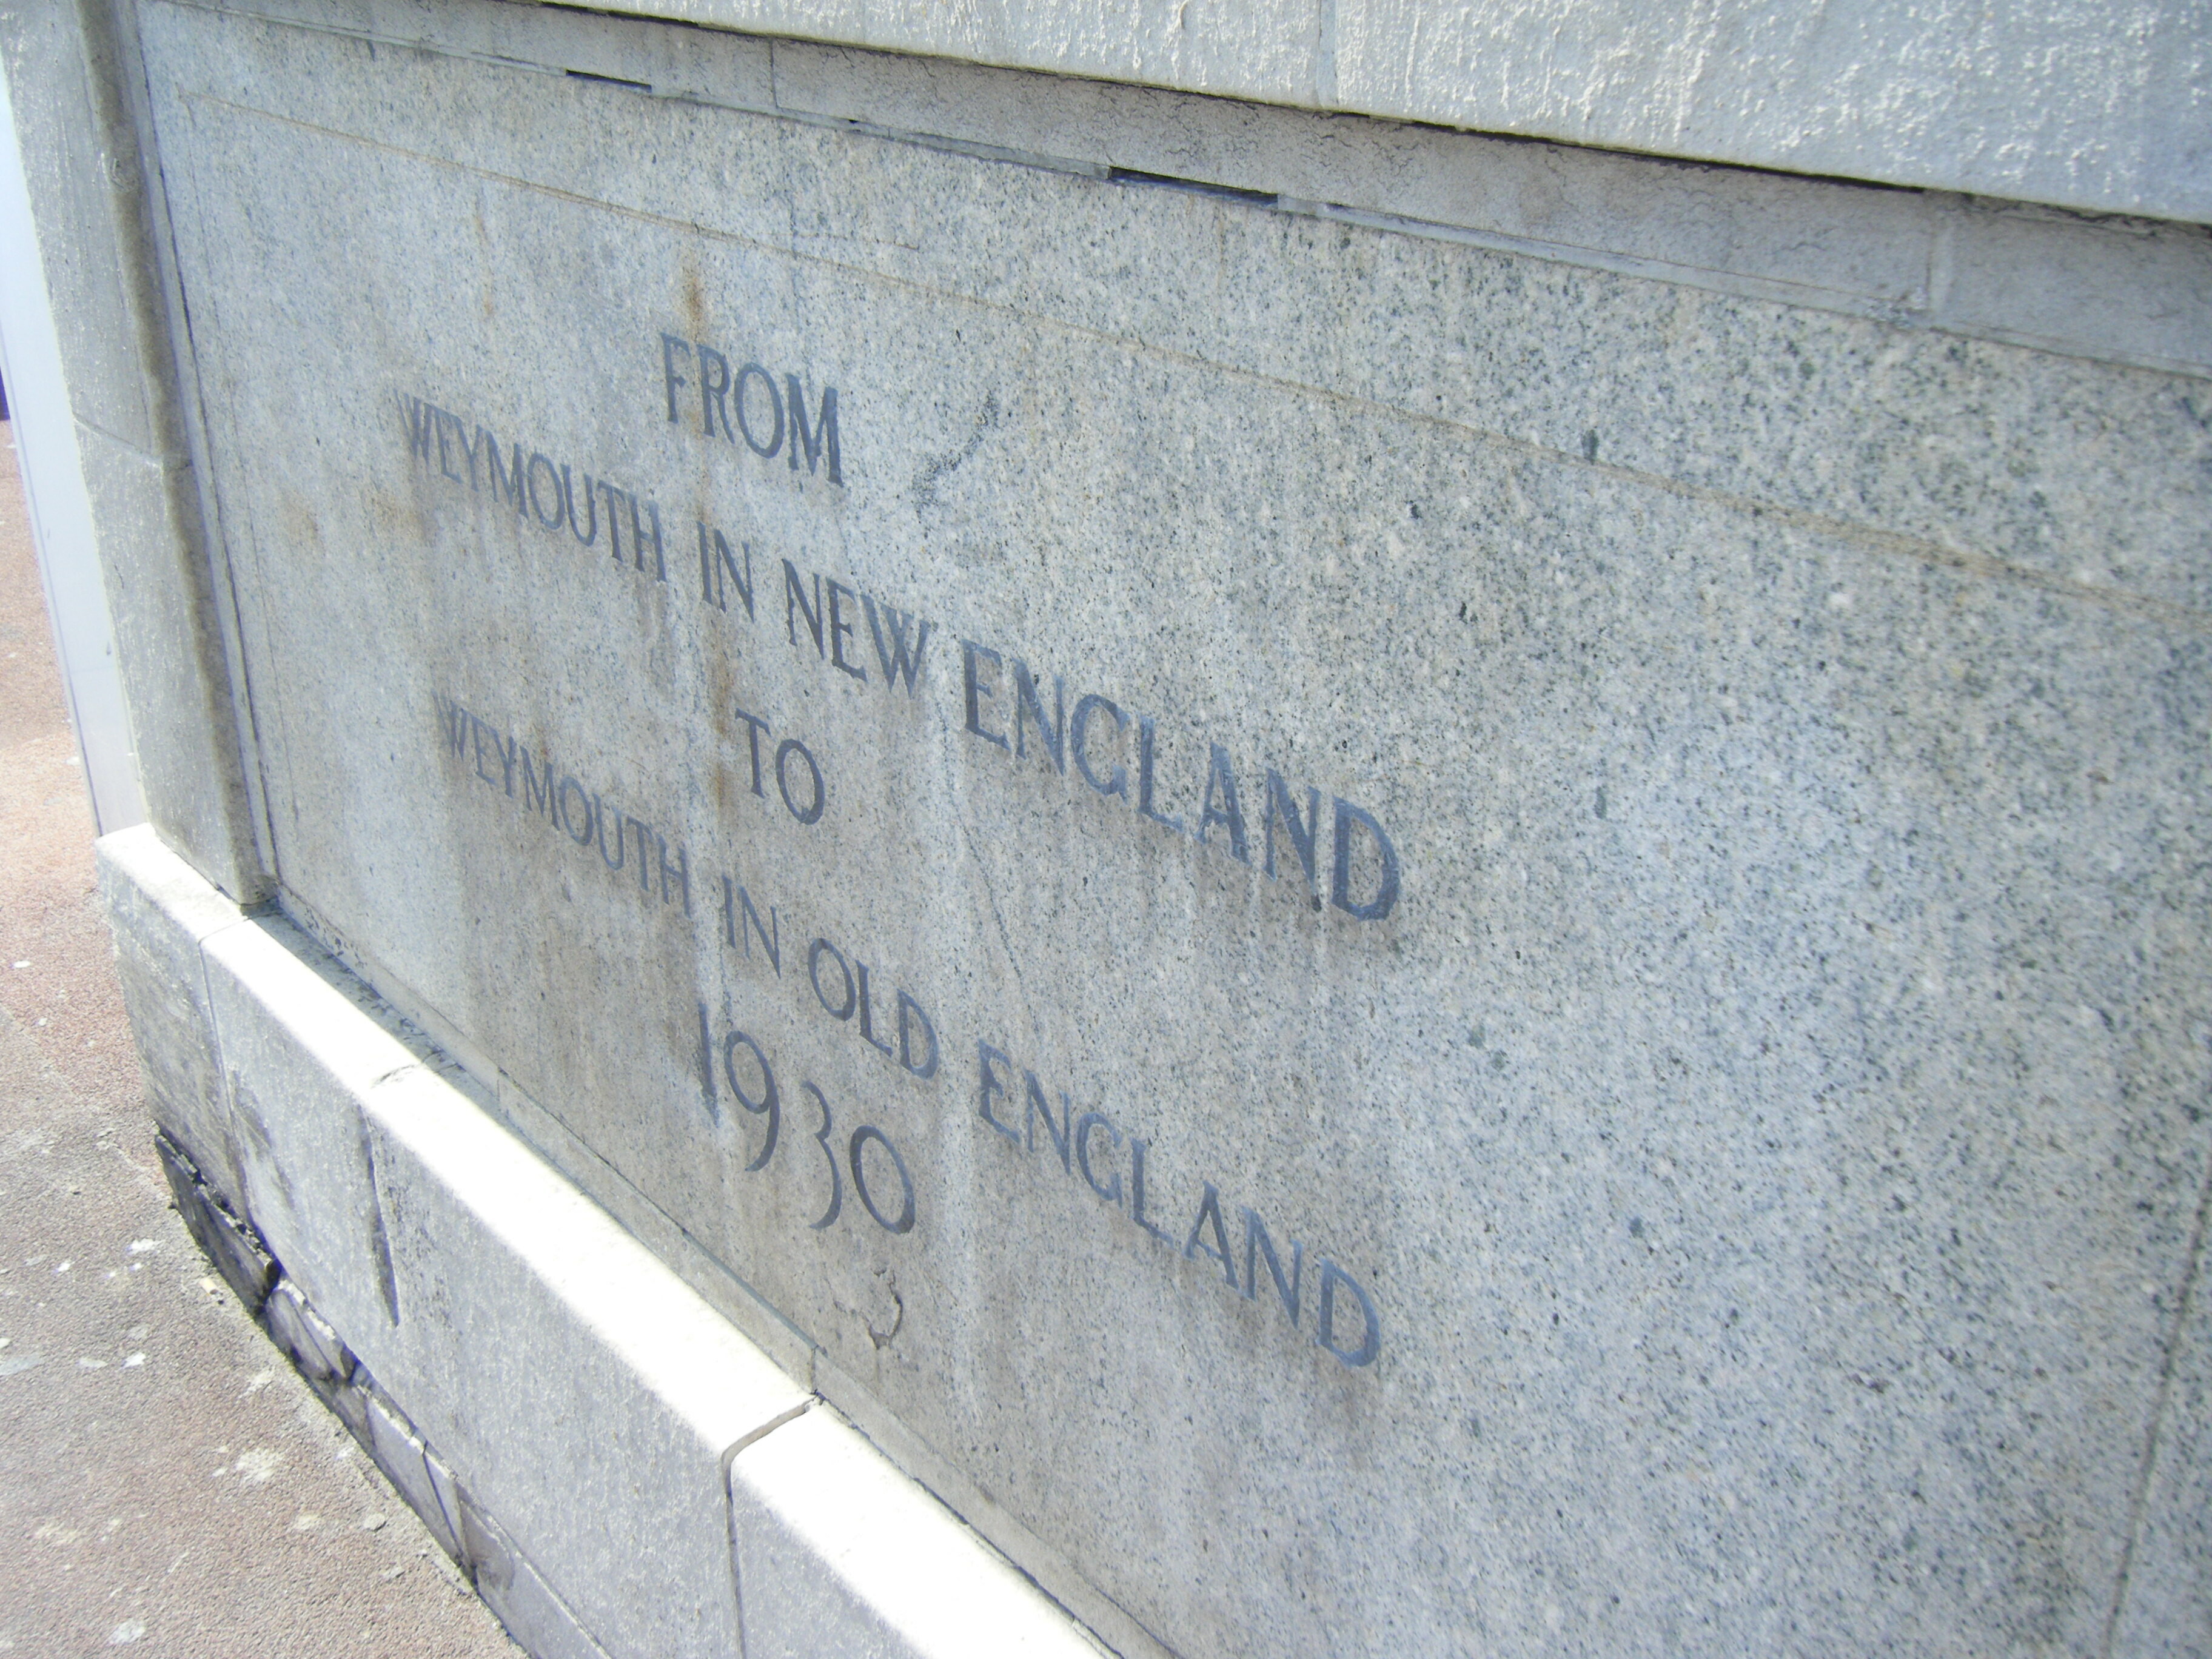 FROM
WEYMOUTH IN NEW ENGLAND
TO
WEYMOUTH IN OLD ENGLAND
1930